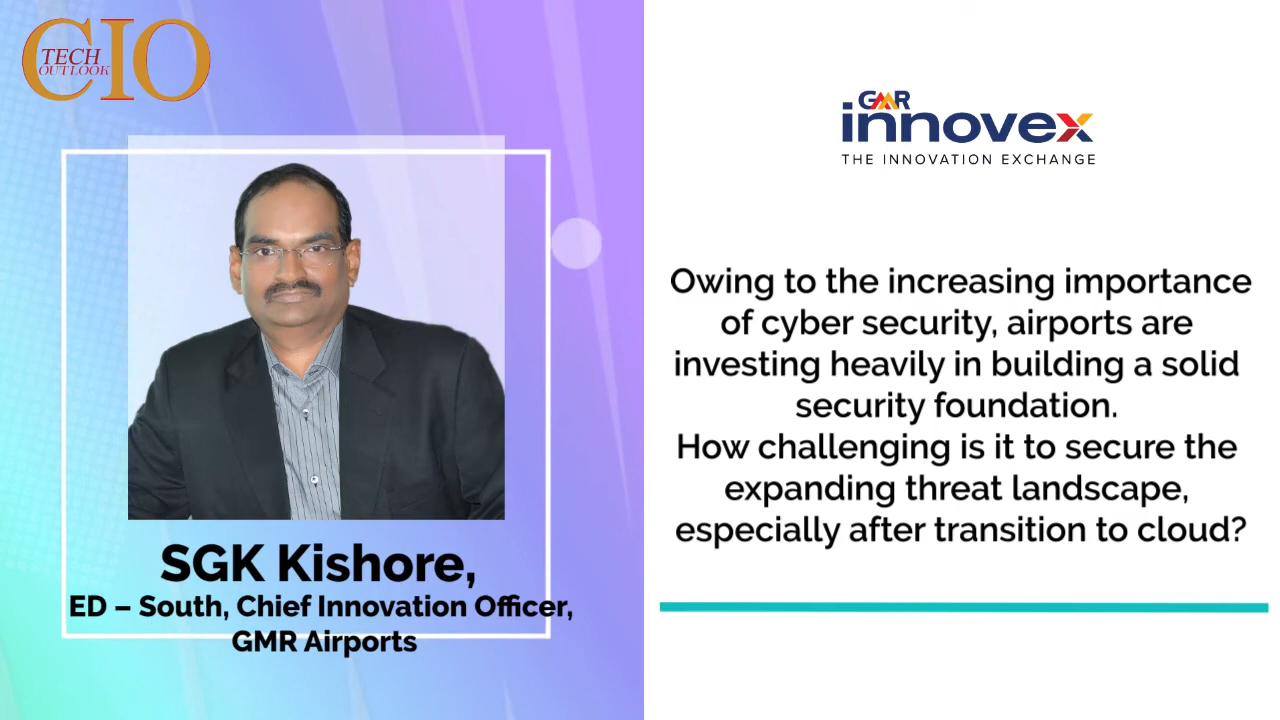 CIO
TECH
OUTLOOK
SGK Kishore,
ED – South, Chief Innovation Officer,
GMR Airports
GMR
innovex
THE INNOVATION EXCHANGE
Owing to the increasing importance
of cyber security, airports are
investing heavily in building a solid
security foundation.
How challenging is it to secure the
expanding threat landscape,
especially after transition to cloud?